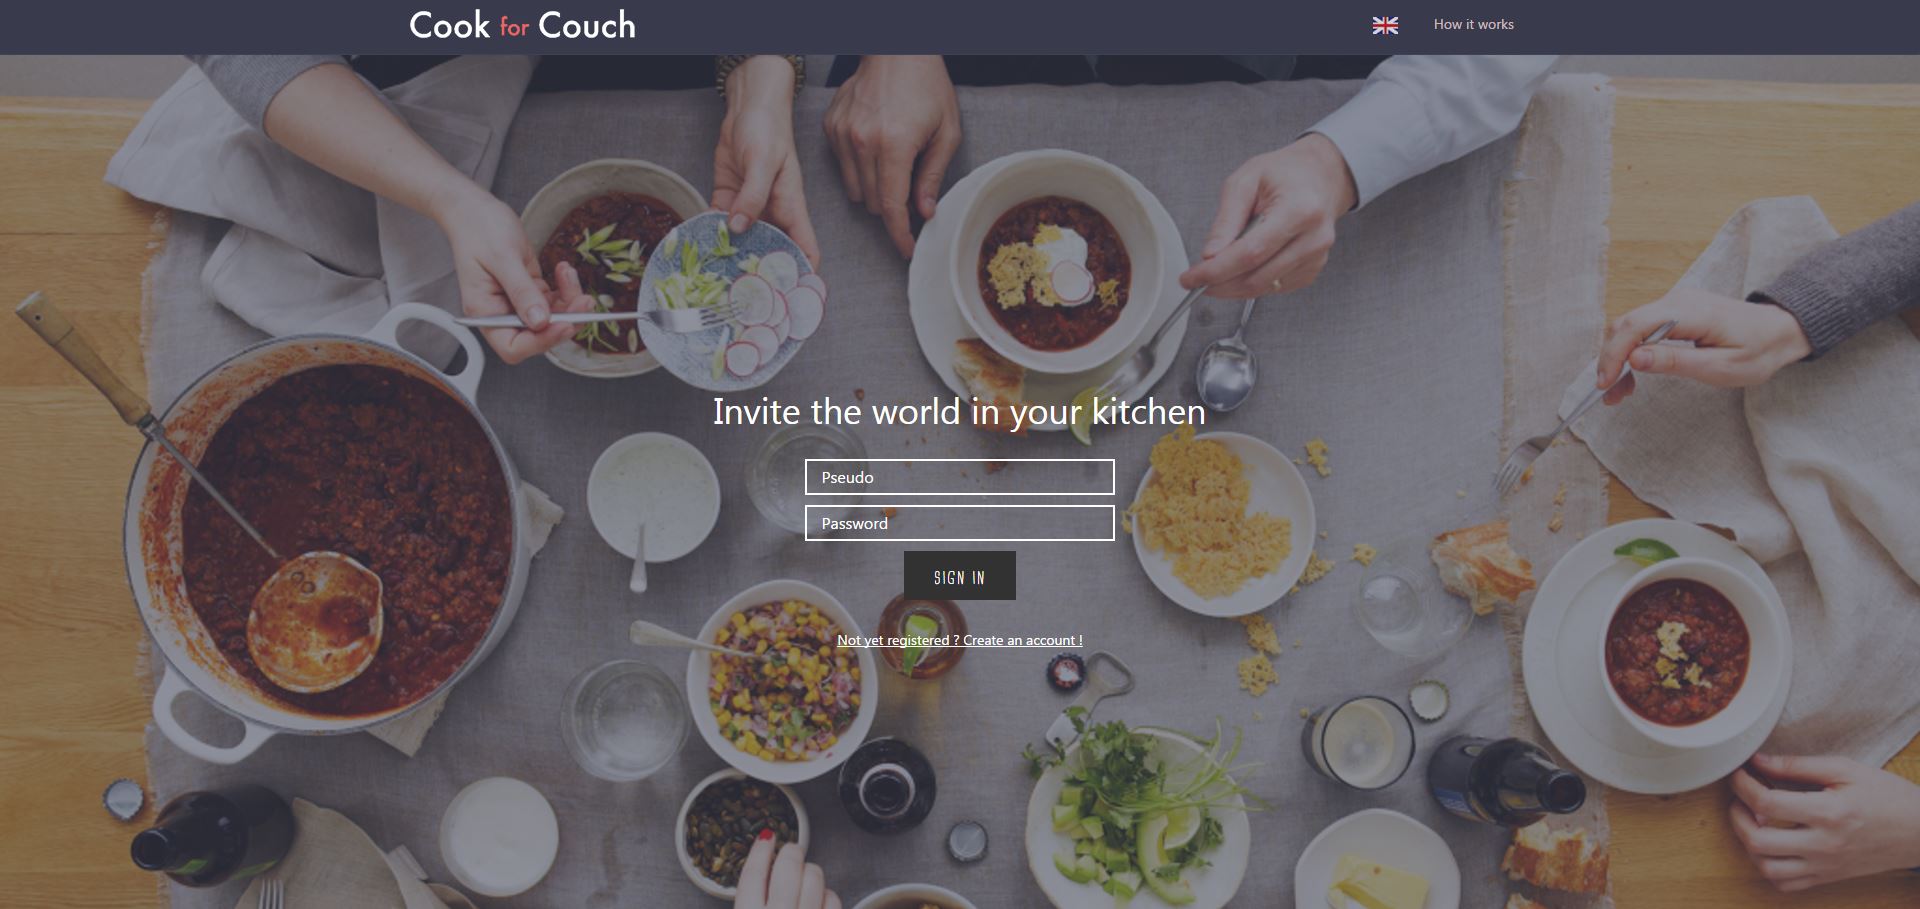 Cook for Couch
How it works
Invite the world in your kitchen
Pseudo
Password
SIGN IN
Not yet registered ? Create an account !